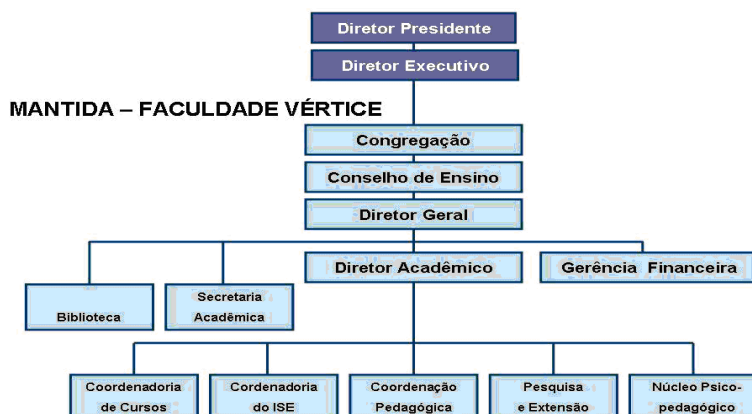 Diretor Presidente
Diretor Executivo
MANTIDA – FACULDADE VÉRTICE
Congregação
Conselho de Ensino
Diretor Geral
Diretor Acadêmico
Gerência Financeira
Biblioteca
Secretaria
Acadêmica
Coordenadoria
de Cursos
Cordenadoria
do ISE
Coordenação
Pedagógica
Pesquisa
e Extensão
Núcleo Psico-
pedagógico